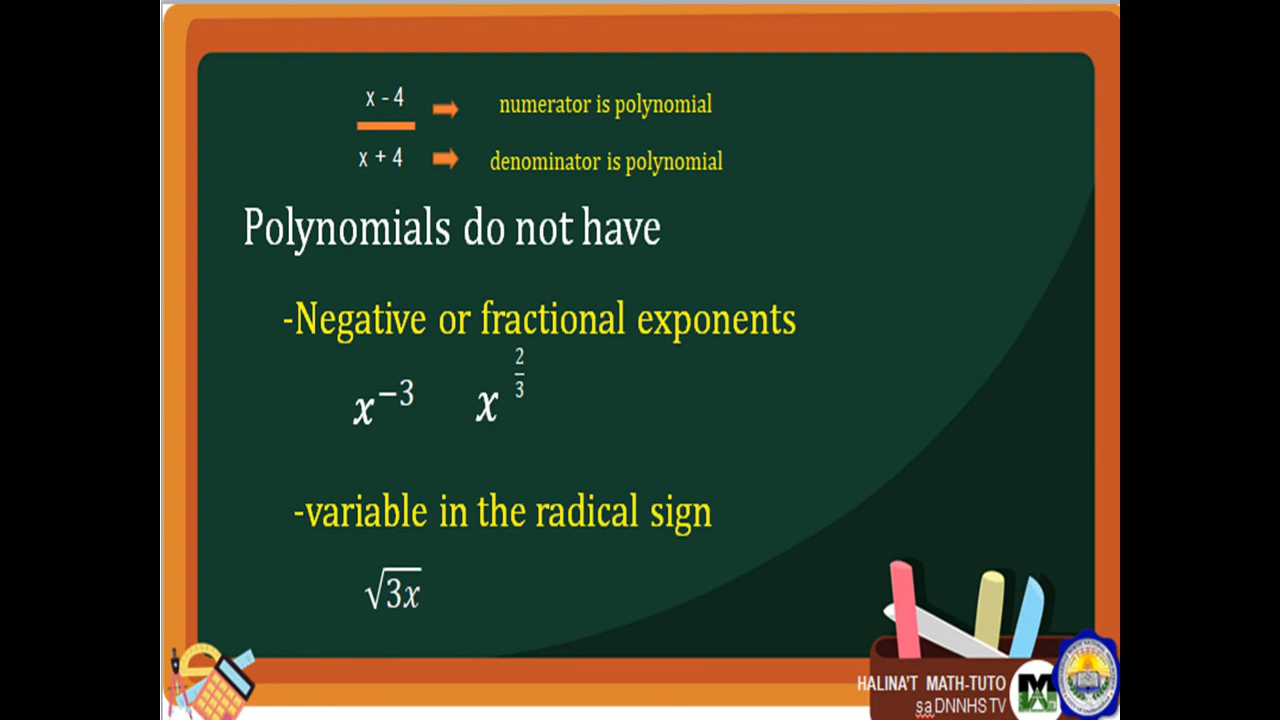 x - 4 numerator is polynomial
x + 4 denominator is polynomial
Polynomials do not have
-Negative or fractional exponents
x⁻³ x^(2/3)
-variable in the radical sign
√3x
HALINA'T MATH-TUTO
sa DNNHS TV